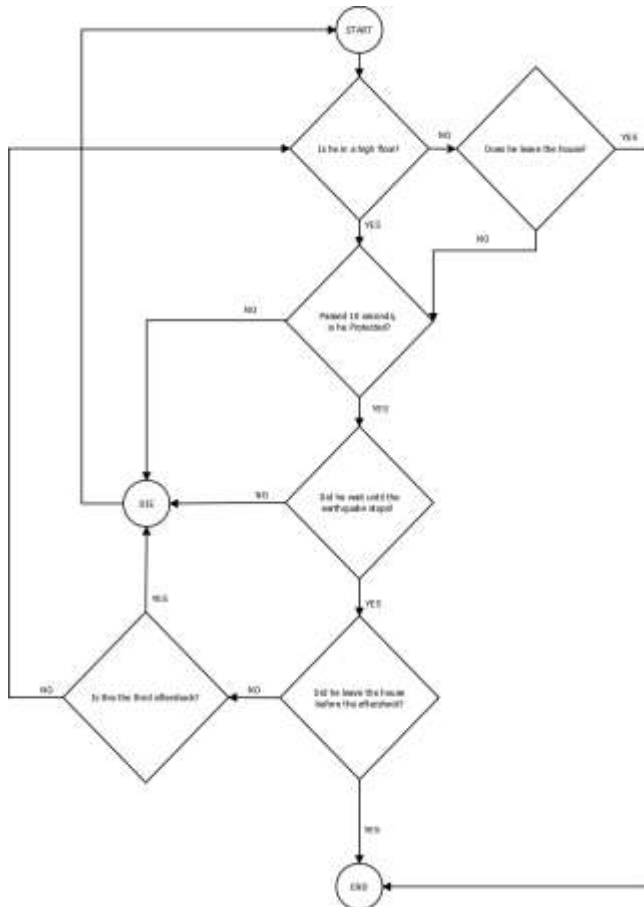 START
Is he in a high floor?
NO
Does he leave the house?
YES
YES
NO
Passed 10 seconds,
is he Protected?
NO
YES
Did he wait until the
earthquake stops?
NO
DIE
YES
YES
Did he leave the house
before the aftershock?
NO
Is this the third aftershock?
NO
YES
END